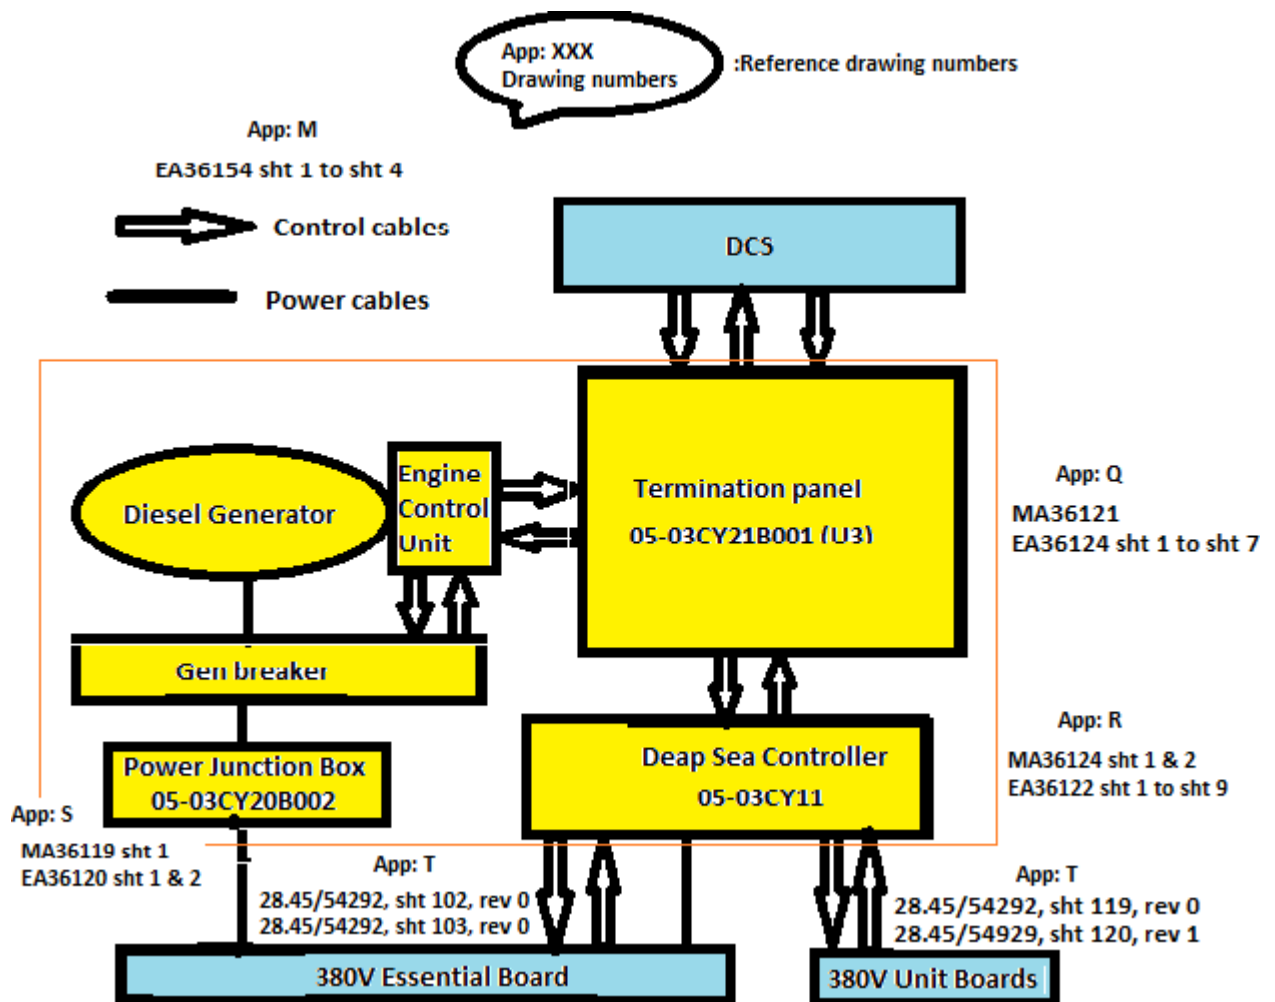 App: XXX
Drawing numbers
:Reference drawing numbers
App: M
EA36154 sht 1 to sht 4
Control cables
Power cables
DCS
Engine
Control
Unit
Diesel Generator
Termination panel
05-03CY21B001 (U3)
App: Q
MA36121
EA36124 sht 1 to sht 7
Gen breaker
Power Junction Box
05-03CY20B002
Deap Sea Controller
05-03CY11
App: R
MA36124 sht 1 & 2
EA36122 sht 1 to sht 9
App: S
MA36119 sht 1
EA36120 sht 1 & 2
App: T
28.45/54292, sht 102, rev 0
28.45/54292, sht 103, rev 0
App: T
28.45/54292, sht 119, rev 0
28.45/54929, sht 120, rev 1
380V Essential Board
380V Unit Boards